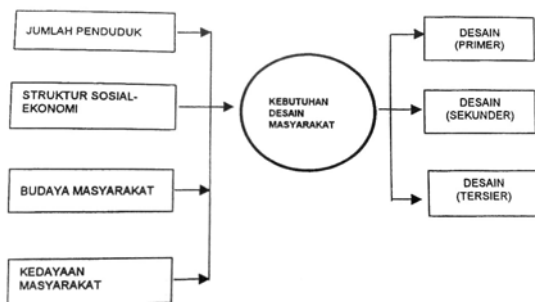 JUMLAH PENDUDUK
STRUKTUR SOSIAL-
EKONOMI
BUDAYA MASYARAKAT
KEDAYAAN
MASYARAKAT
KEBUTUHAN
DESAIN
MASYARAKAT
DESAIN
(PRIMER)
DESAIN
(SEKUNDER)
DESAIN
(TERSIER)